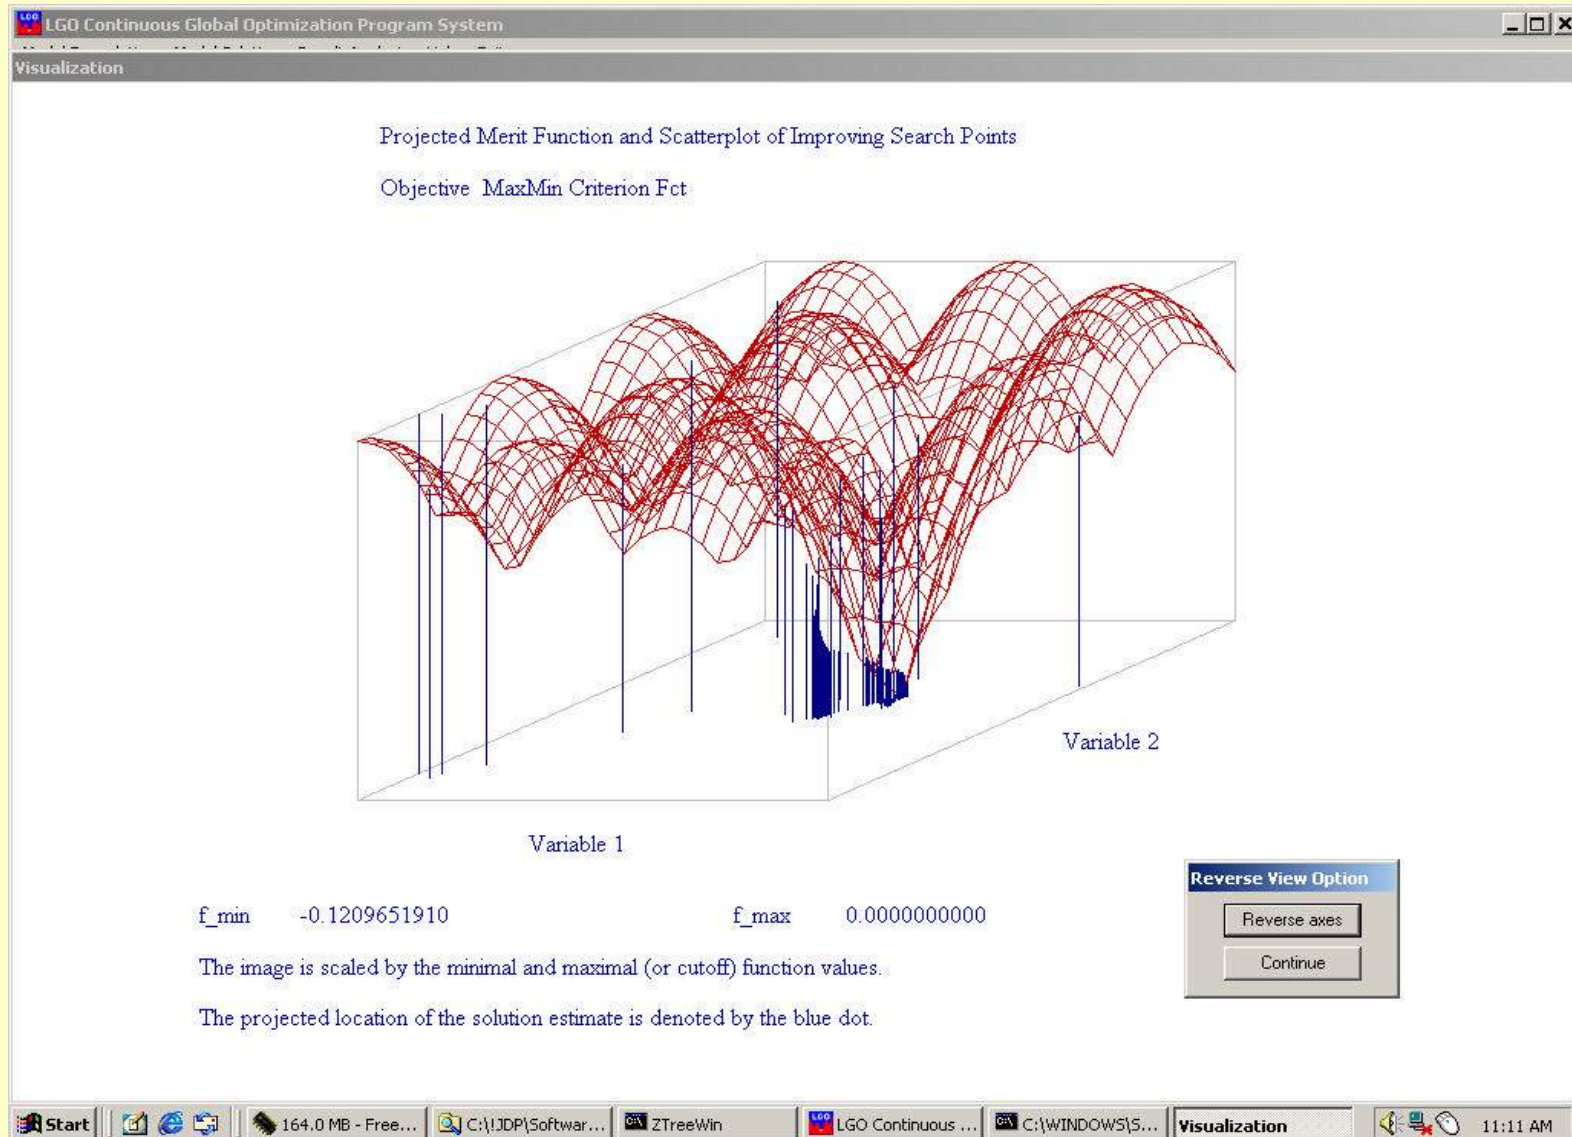 LGO
LGO Continuous Global Optimization Program System
Visualization
Projected Merit Function and Scatterplot of Improving Search Points
Objective MaxMin Criterion Fct
Variable 2
Variable 1
Reverse View Option
Reverse axes
Continue
f_min -0.1209651910 f_max 0.0000000000
The image is scaled by the minimal and maximal (or cutoff) function values.
The projected location of the solution estimate is denoted by the blue dot.
Start 164.0 MB - Free... C:\!JDP\Softwar... ZTreeWin LGO Continuous ... C:\WINDOWS\S... Visualization 11:11 AM